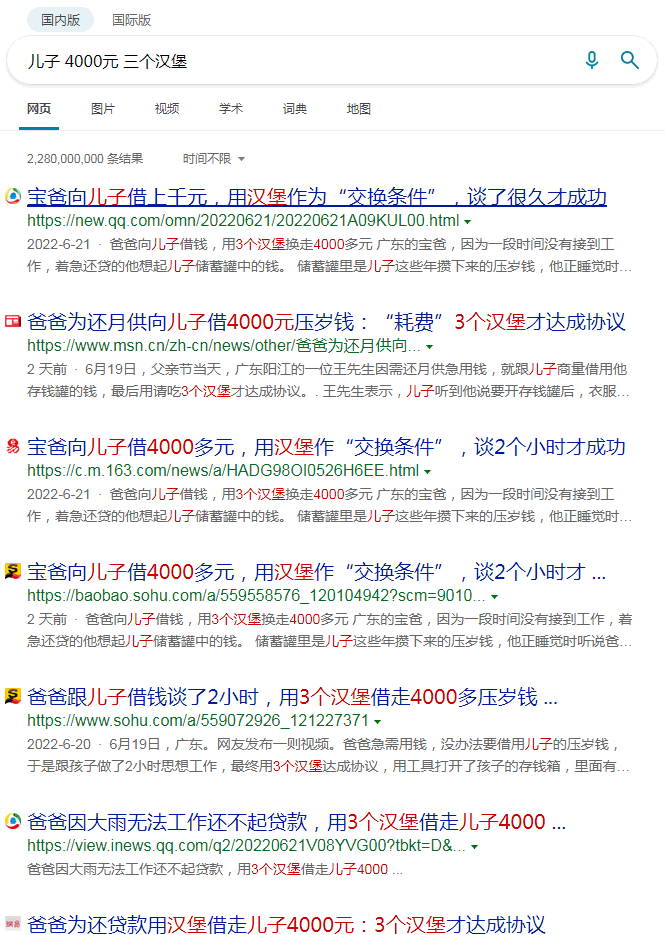 国内版 国际版
儿子 4000元 三个汉堡
网页 图片 视频 学术 词典 地图
2,280,000,000 条结果 时间不限
宝爸向儿子借上千元，用汉堡作为“交换条件”，谈了很久才成功
https://new.qq.com/omn/20220621/20220621A09KUL00.html
2022-6-21 · 爸爸向儿子借钱，用3个汉堡换走4000多元 广东的宝爸，因为一段时间没有接到工
作，着急还贷的他想起儿子储蓄罐中的钱。 储蓄罐里是儿子这些年攒下来的压岁钱，他正睡觉时…
爸爸为还月供向儿子借4000元压岁钱：“耗费”3个汉堡才达成协议
https://www.msn.cn/zh-cn/news/other/爸爸为还月供向...
2 天前 · 6月19日，父亲节当天，广东阳江的一位王先生因需还月供急用钱，就跟儿子商量借用他
存钱罐的钱，最后用请吃3个汉堡才达成协议。. 王先生表示，儿子听到他说要开存钱罐后，衣服…
宝爸向儿子借4000多元，用汉堡作“交换条件”，谈2个小时才成功
https://c.m.163.com/news/a/HADG98OI0526H6EE.html
2022-6-21 · 爸爸向儿子借钱，用3个汉堡换走4000多元 广东的宝爸，因为一段时间没有接到工
作，着急还贷的他想起儿子储蓄罐中的钱。 储蓄罐里是儿子这些年攒下来的压岁钱，他正睡觉时…
宝爸向儿子借4000多元，用汉堡作“交换条件”，谈2个小时才 ...
https://baobao.sohu.com/a/559558576_120104942?scm=9010...
2 天前 · 爸爸向儿子借钱，用3个汉堡换走4000多元 广东的宝爸，因为一段时间没有接到工作，着
急还贷的他想起儿子储蓄罐中的钱。 储蓄罐里是儿子这些年攒下来的压岁钱，他正睡觉时听说爸…
爸爸跟儿子借钱谈了2小时，用3个汉堡借走4000多压岁钱 ...
https://www.sohu.com/a/559072926_121227371
2022-6-20 · 6月19日，广东。网友发布一则视频。爸爸急需用钱，没办法要借用儿子的压岁钱，
于是跟孩子做了2小时思想工作，最终用3个汉堡达成协议，用工具打开了孩子的存钱箱，里面有…
爸爸因大雨无法工作还不起贷款，用3个汉堡借走儿子4000 ...
https://view.inews.qq.com/q2/20220621V08YVG00?tbkt=D&...
爸爸因大雨无法工作还不起贷款，用3个汉堡借走儿子4000 ...
爸爸为还贷款用汉堡借走儿子4000元：3个汉堡才达成协议